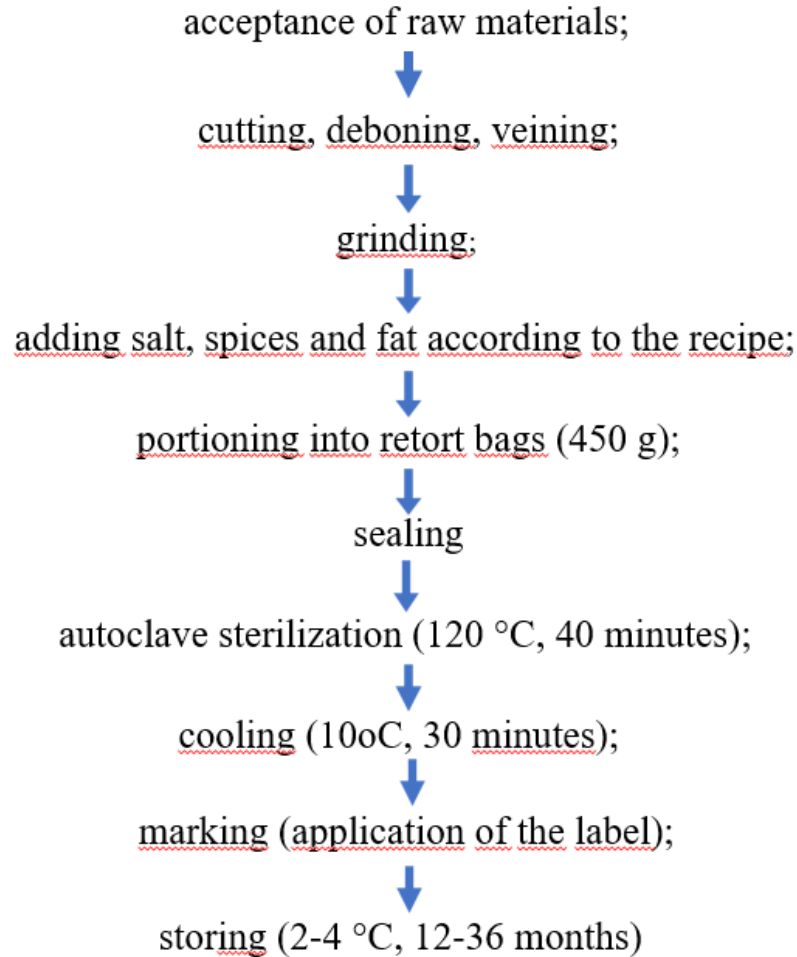 acceptance of raw materials;
cutting, deboning, veining;
grinding;
adding salt, spices and fat according to the recipe;
portioning into retort bags (450 g);
sealing
autoclave sterilization (120 °C, 40 minutes);
cooling (10oC, 30 minutes);
marking (application of the label);
storing (2-4 °C, 12-36 months)